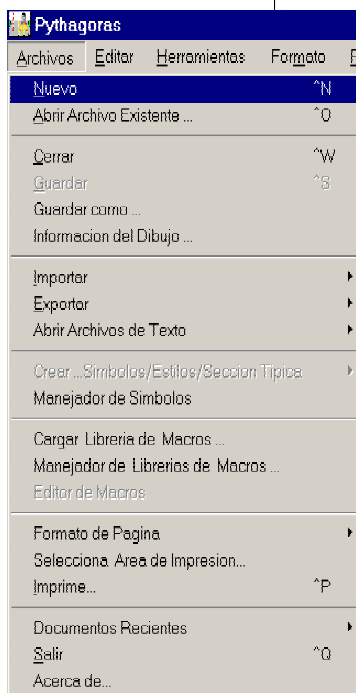 Pythagoras
Archivos Editar Herramientas Formato
Nuevo ^N
Abrir Archivo Existente ... ^O
Cerrar ^W
Guardar ^S
Guardar como ...
Informacion del Dibujo ...
Importar
Exportar
Abrir Archivos de Texto
Crear ...Simbolos/Estilos/Seccion Tipica
Manejador de Simbolos
Cargar Libreria de Macros ...
Manejador de Librerias de Macros ...
Editor de Macros
Formato de Pagina
Selecciona Area de Impresion...
Imprime... ^P
Documentos Recientes
Salir ^Q
Acerca de...